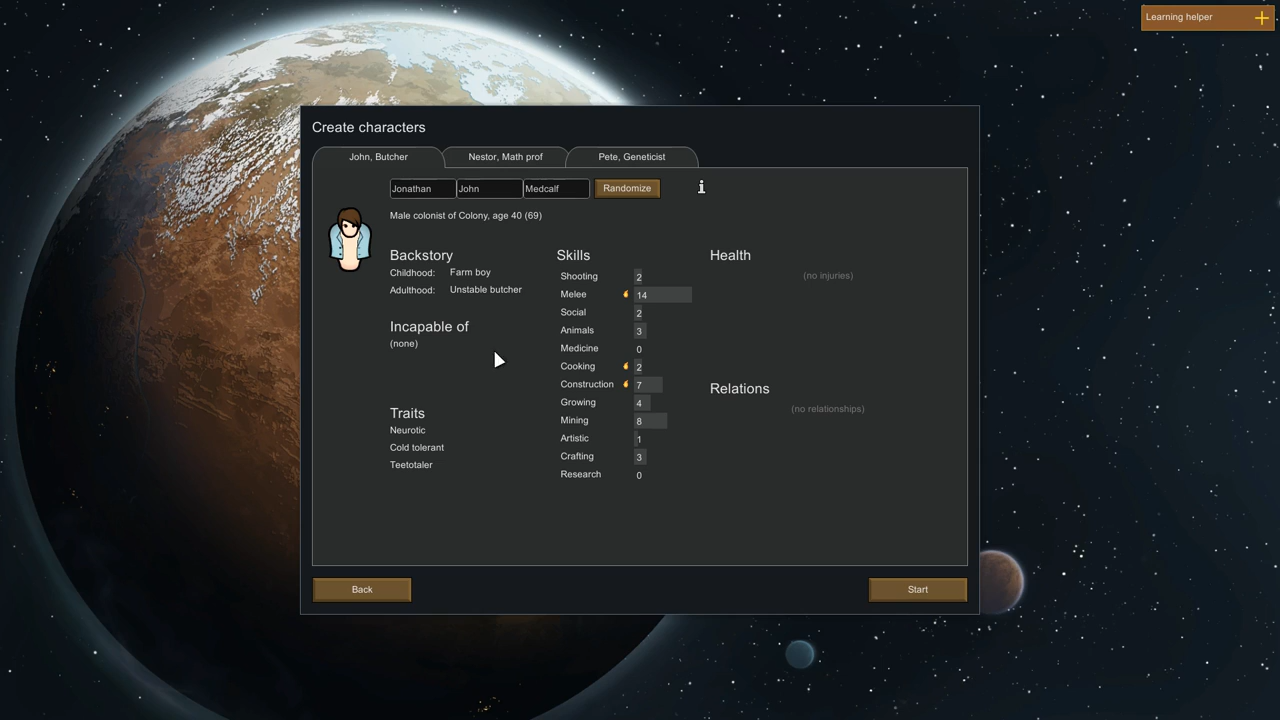 Learning helper
Create characters
John, Butcher
Nestor, Math prof
Pete, Geneticist
Jonathan John Medcalf Randomize
Male colonist of Colony, age 40 (69)
Backstory
Childhood: Farm boy
Adulthood: Unstable butcher
Incapable of
(none)
Traits
Neurotic
Cold tolerant
Teetotaler
Skills
Shooting 2
Melee 14
Social 2
Animals 3
Medicine 0
Cooking 2
Construction 7
Growing 4
Mining 8
Artistic 1
Crafting 3
Research 0
Health
(no injuries)
Relations
(no relationships)
Back
Start